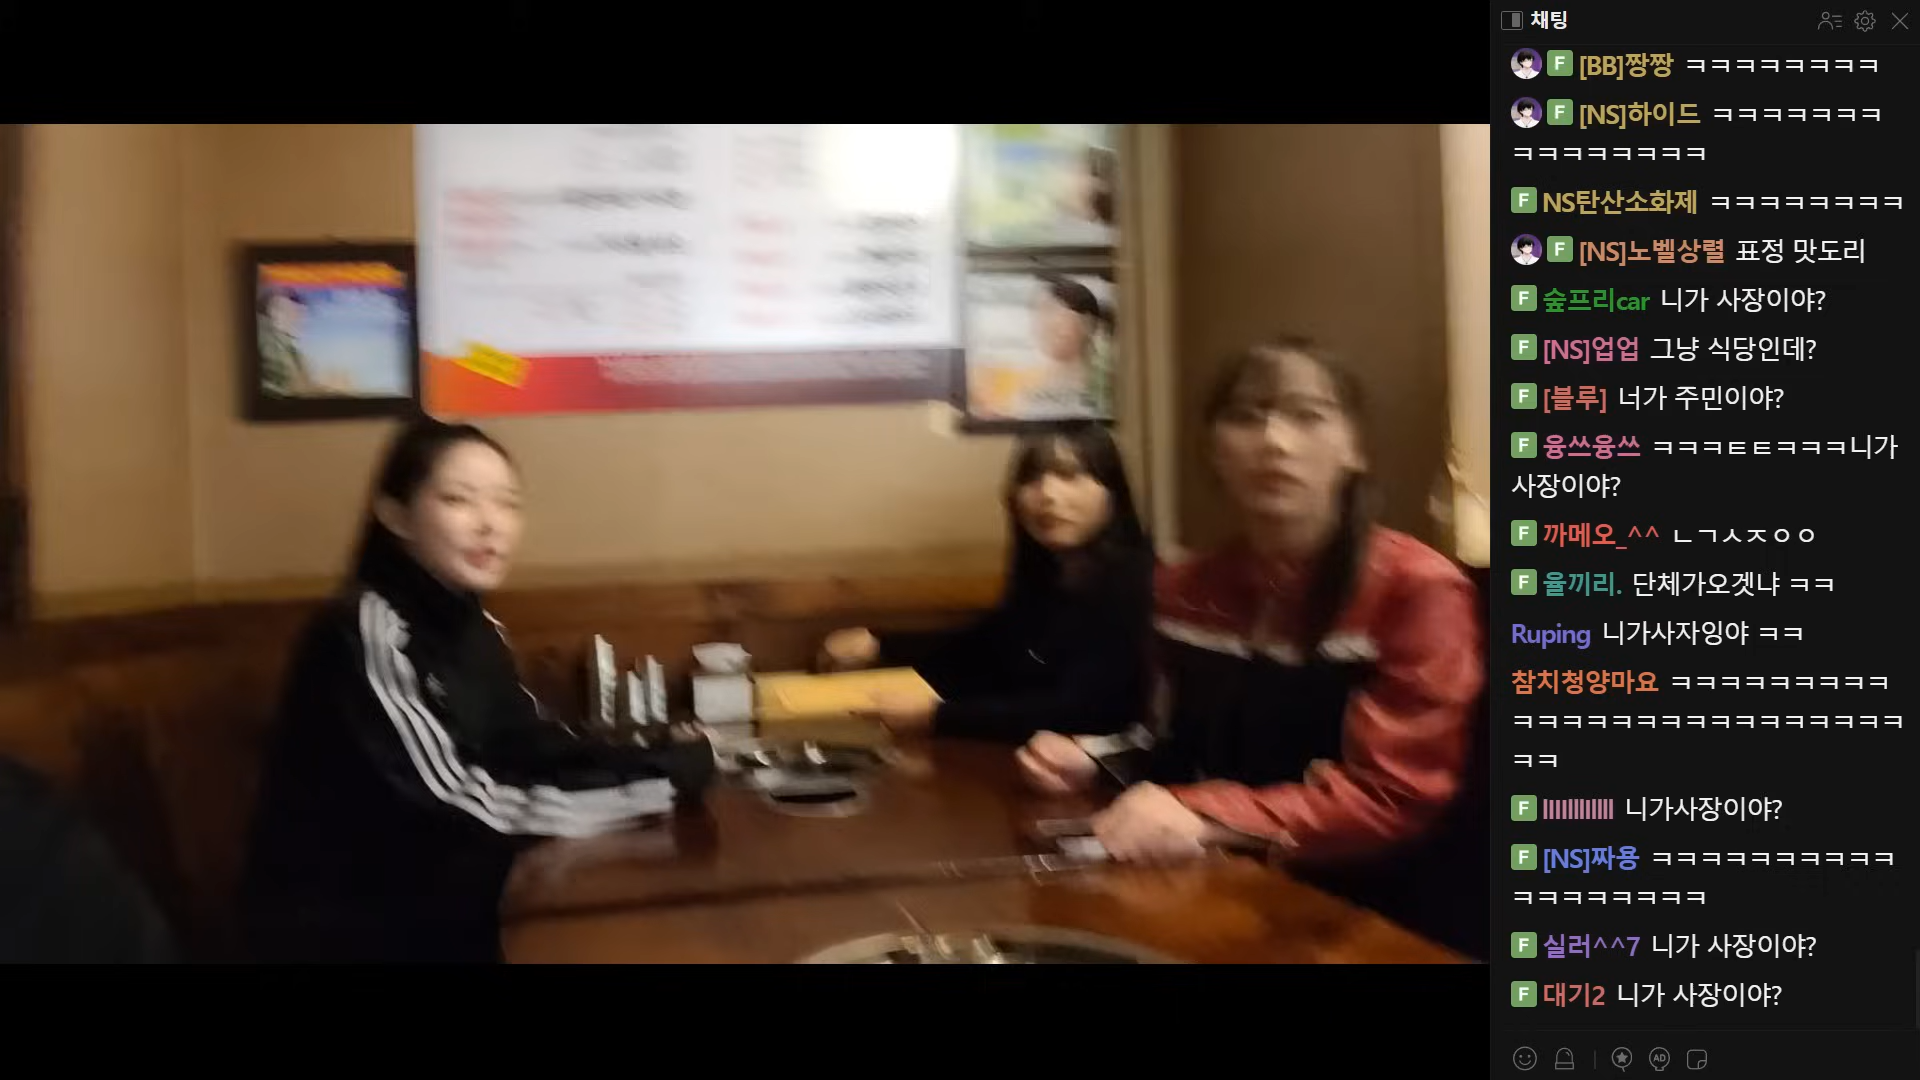 채팅
F [BB]짱짱 ㅋㅋㅋㅋㅋㅋㅋㅋ
F [NS]하이드 ㅋㅋㅋㅋㅋㅋㅋ
ㅋㅋㅋㅋㅋㅋㅋㅋ
F NS탄산소화제 ㅋㅋㅋㅋㅋㅋㅋㅋ
F [NS]노벨상렬 표정 맛도리
F 숲프리car 니가 사장이야?
F [NS]업업 그냥 식당인데?
F [블루] 너가 주민이야?
F 융쓰융쓰 ㅋㅋㅋㅌㅌㅋㅋㅋ니가
사장이야?
F 까메오_^^ ㄴㄱㅅㅈㅇㅇ
F 율끼리. 단체가오겟냐 ㅋㅋ
Ruping 니가사자잉야 ㅋㅋ
참치청양마요 ㅋㅋㅋㅋㅋㅋㅋㅋㅋ
ㅋㅋㅋㅋㅋㅋㅋㅋㅋㅋㅋㅋㅋㅋㅋㅋ
ㅋㅋ
F 니가사장이야?
F [NS]짜용 ㅋㅋㅋㅋㅋㅋㅋㅋㅋㅋ
ㅋㅋㅋㅋㅋㅋㅋㅋ
F 실러^^7 니가 사장이야?
F 대기2 니가 사장이야?
AD